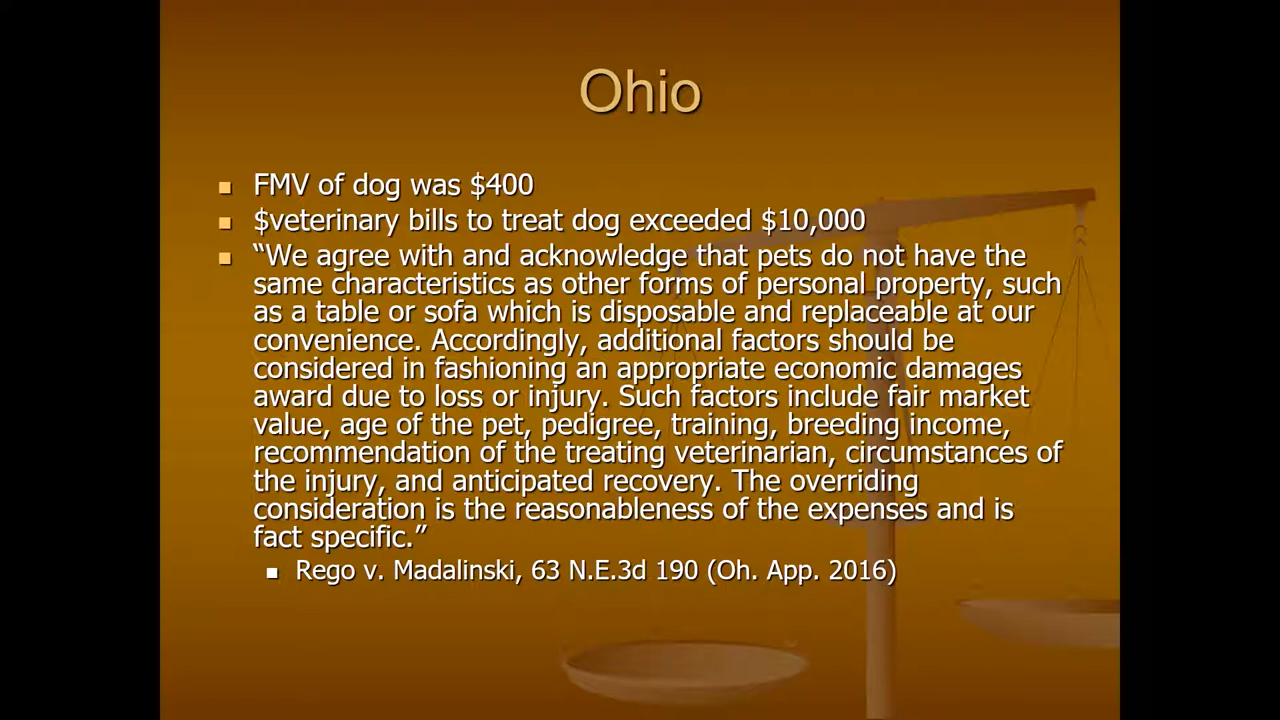 Ohio
FMV of dog was $400
$veterinary bills to treat dog exceeded $10,000
“We agree with and acknowledge that pets do not have the
same characteristics as other forms of personal property, such
as a table or sofa which is disposable and replaceable at our
convenience. Accordingly, additional factors should be
considered in fashioning an appropriate economic damages
award due to loss or injury. Such factors include fair market
value, age of the pet, pedigree, training, breeding income,
recommendation of the treating veterinarian, circumstances of
the injury, and anticipated recovery. The overriding
consideration is the reasonableness of the expenses and is
fact specific.”
Rego v. Madalinski, 63 N.E.3d 190 (Oh. App. 2016)